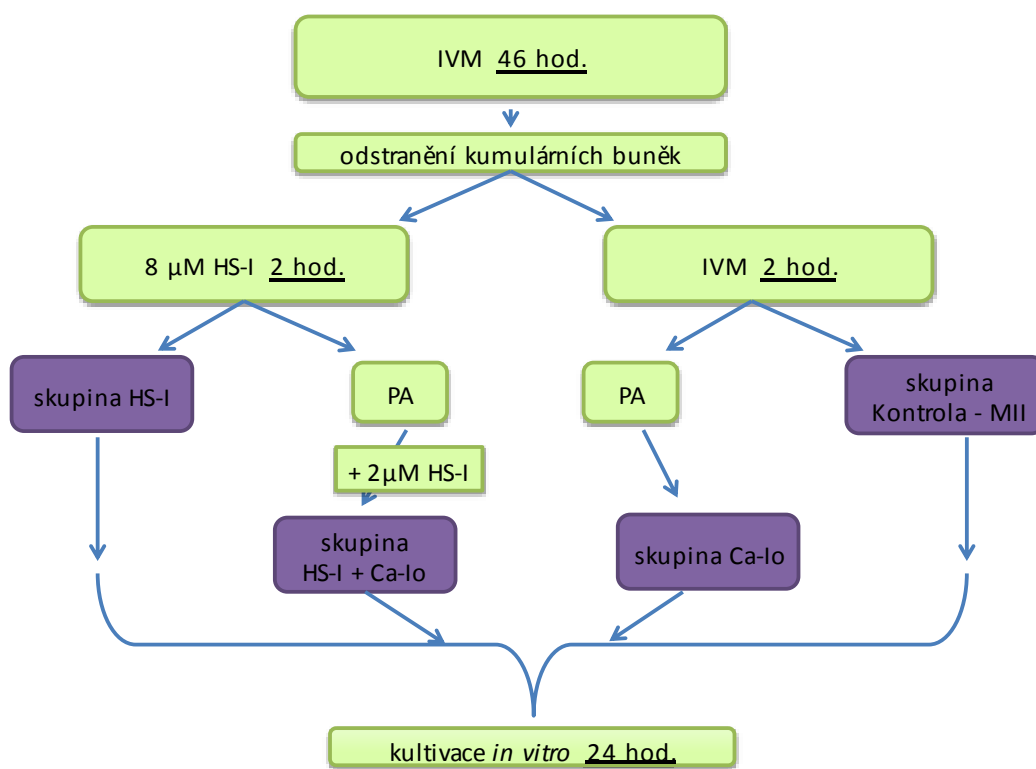 IVM 46 hod.
odstranění kumulárních buněk
8 µM HS-I 2 hod.
IVM 2 hod.
skupina HS-I
PA
PA
skupina
Kontrola - MII
+ 2µM HS-I
skupina
HS-I + Ca-Io
skupina Ca-Io
kultivace in vitro 24 hod.